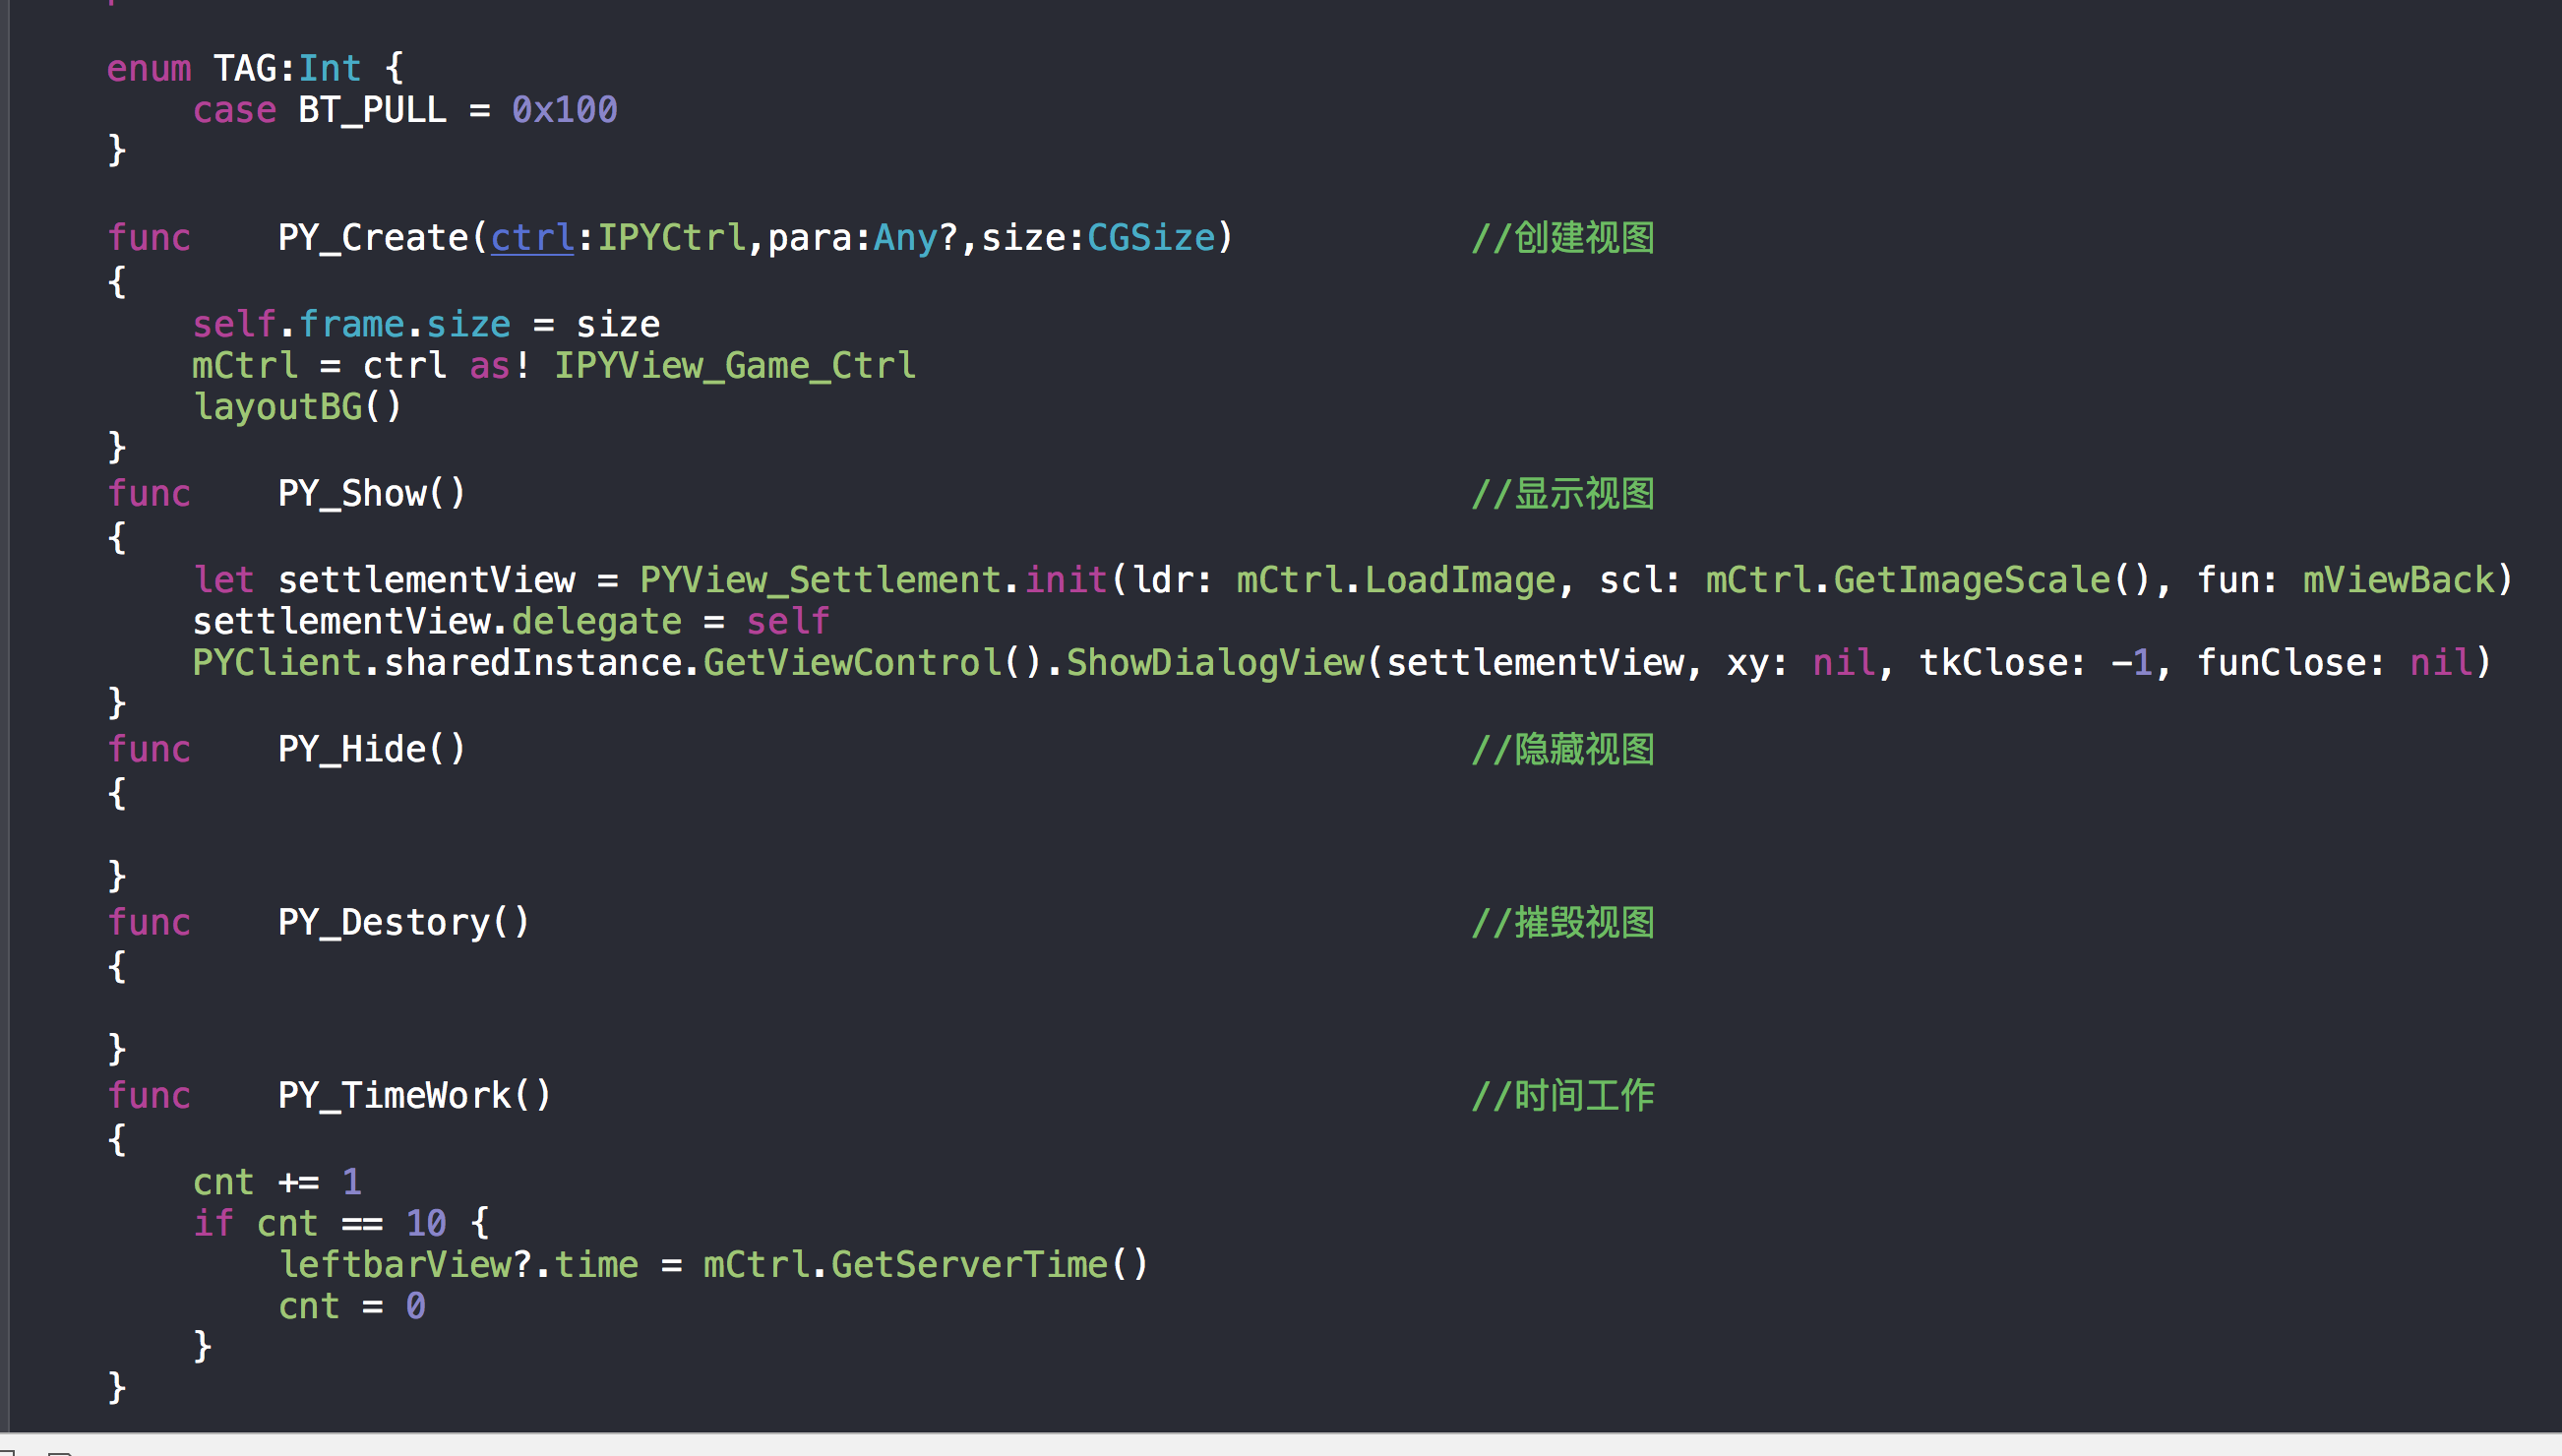 enum TAG:Int {
case BT_PULL = 0x100
}
func PY_Create(ctrl:IPYCtrl,para:Any?,size:CGSize) //创建视图
{
self.frame.size = size
mCtrl = ctrl as! IPYView_Game_Ctrl
layoutBG()
}
func PY_Show() //显示视图
{
let settlementView = PYView_Settlement.init(ldr: mCtrl.LoadImage, scl: mCtrl.GetImageScale(), fun: mViewBack)
settlementView.delegate = self
PYClient.sharedInstance.GetViewControl().ShowDialogView(settlementView, xy: nil, tkClose: -1, funClose: nil)
}
func PY_Hide() //隐藏视图
{
}
func PY_Destory() //摧毁视图
{
}
func PY_TimeWork() //时间工作
{
cnt += 1
if cnt == 10 {
leftbarView?.time = mCtrl.GetServerTime()
cnt = 0
}
}